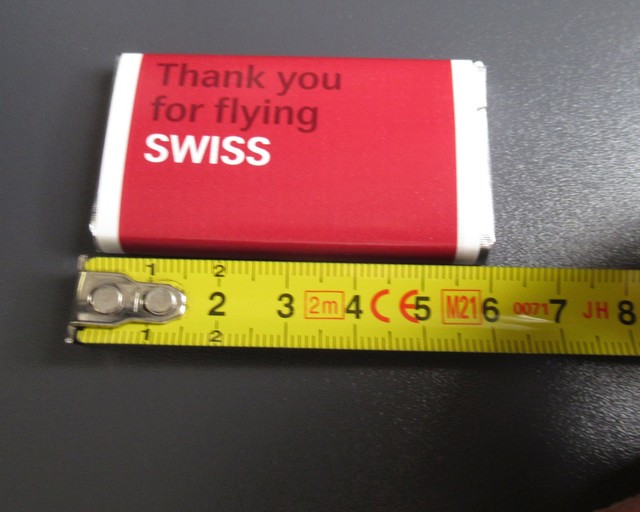 Thank you
for flying
SWISS
1 2
2 3 2m 4 CE 5 M21 6 0071 7 JH 8
1 2